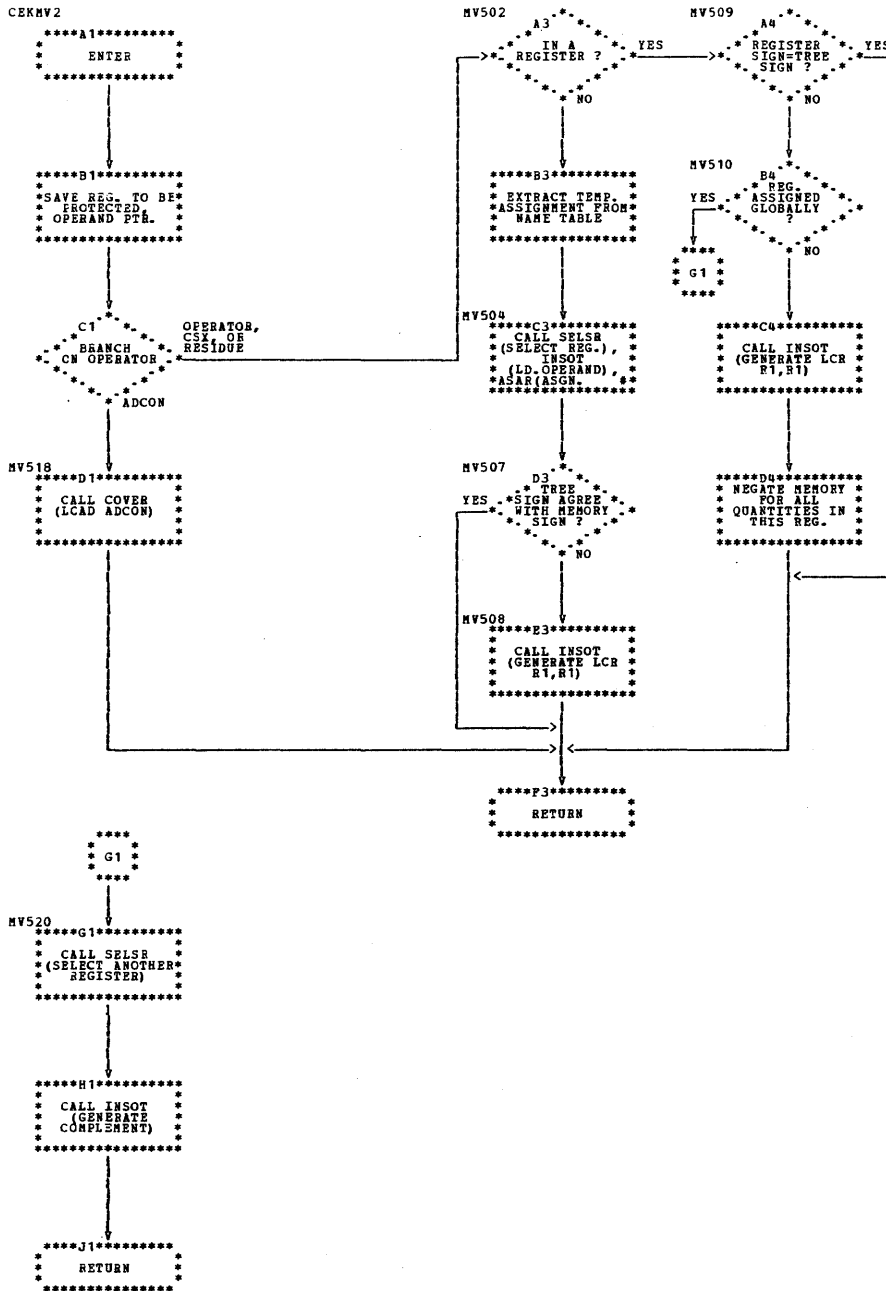 CEKMV2
A1
ENTER
B1
SAVE REG. TO BE
PROTECTED,
OPERAND PTR.
C1
BRANCH
ON OPERATOR
OPERATOR,
CSX, OR
RESIDUE
ADCON
MV518
D1
CALL COVER
(LCAD ADCON)
MV502
A3
IN A
REGISTER ?
YES
NO
B3
EXTRACT TEMP.
ASSIGNMENT FROM
NAME TABLE
MV504
C3
CALL SELSR
(SELECT REG.),
INSOT
(LD.OPERAND),
ASAR(ASGN.
MV507
D3
TREE
SIGN AGREE
WITH MEMORY
SIGN ?
YES
NO
MV508
E3
CALL INSOT
(GENERATE LCR
R1,R1)
F3
RETURN
MV509
A4
REGISTER
SIGN=TREE
SIGN ?
YES
NO
MV510
B4
REG.
ASSIGNED
GLOBALLY
?
YES
NO
G1
C4
CALL INSOT
(GENERATE LCR
R1,R1)
D4
NEGATE MEMORY
FOR ALL
QUANTITIES IN
THIS REG.
G1
MV520
G1
CALL SELSR
(SELECT ANOTHER
REGISTER)
H1
CALL INSOT
(GENERATE
COMPLEMENT)
J1
RETURN